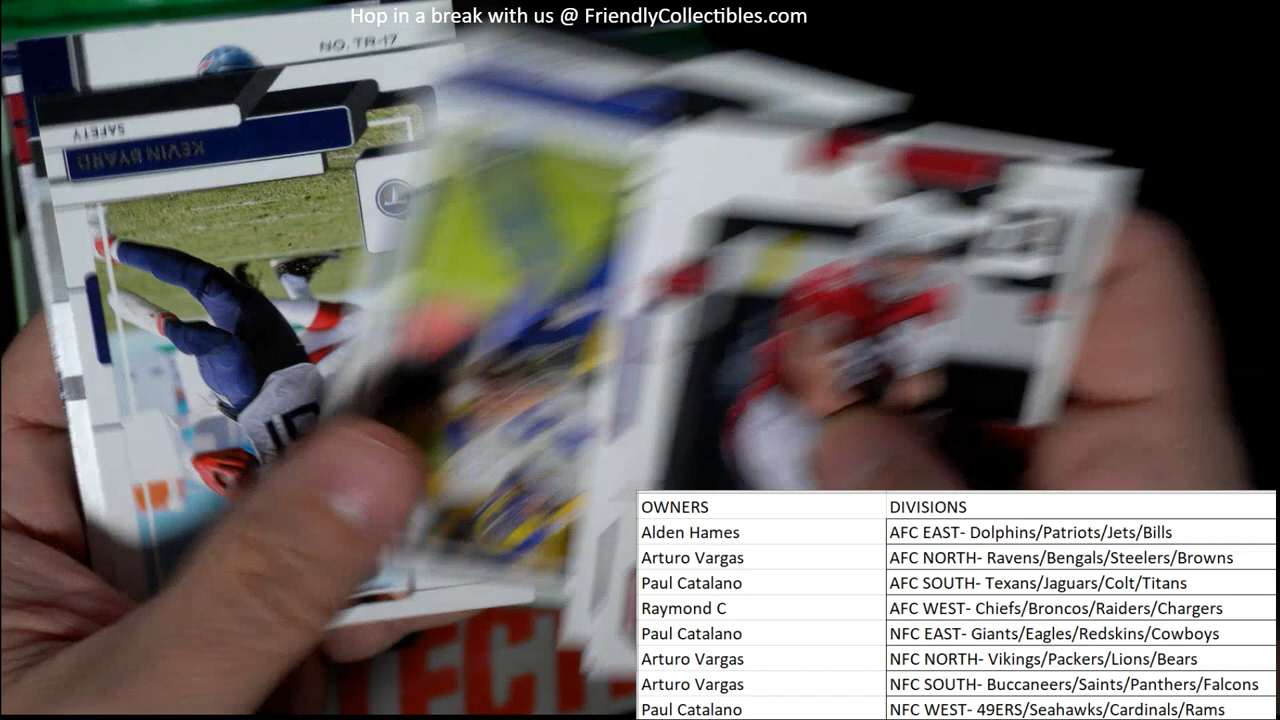 Hop in a break with us @ FriendlyCollectibles.com
NO. TR-17
SAFETY
KEVIN BYARD
OWNERS DIVISIONS
Alden Hames AFC EAST- Dolphins/Patriots/Jets/Bills
Arturo Vargas AFC NORTH- Ravens/Bengals/Steelers/Browns
Paul Catalano AFC SOUTH- Texans/Jaguars/Colt/Titans
Raymond C AFC WEST- Chiefs/Broncos/Raiders/Chargers
Paul Catalano NFC EAST- Giants/Eagles/Redskins/Cowboys
Arturo Vargas NFC NORTH- Vikings/Packers/Lions/Bears
Arturo Vargas NFC SOUTH- Buccaneers/Saints/Panthers/Falcons
Paul Catalano NFC WEST- 49ERS/Seahawks/Cardinals/Rams